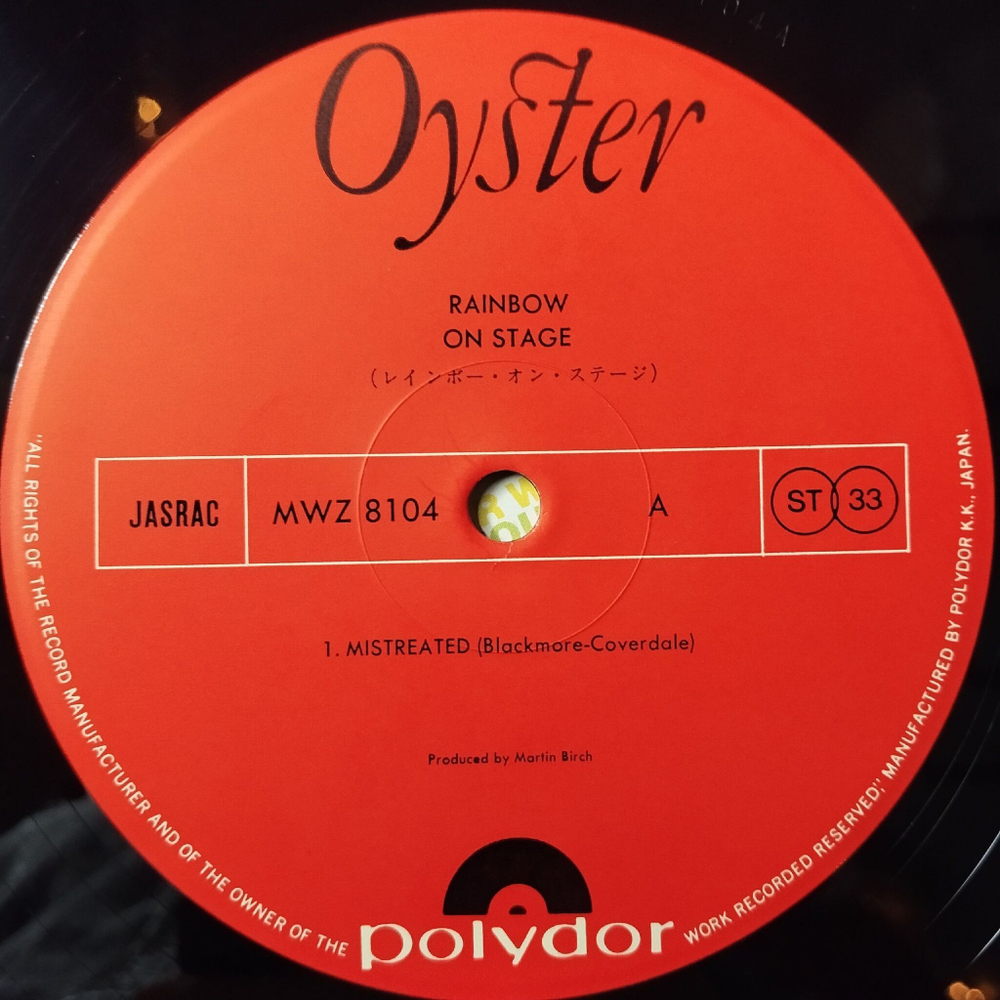 Oyster
RAINBOW
ON STAGE
(レインボー・オン・ステージ)
JASRAC MWZ 8104 A ST 33
1. MISTREATED (Blackmore-Coverdale)
Produced by Martin Birch
polydor
"ALL RIGHTS OF THE RECORD MANUFACTURER AND OF THE OWNER OF THE WORK RECORDED RESERVED," MANUFACTURED BY POLYDOR K.K., JAPAN.